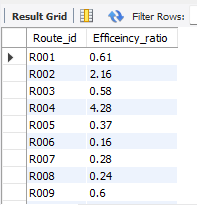 Result Grid Filter Rows:
Route_id Efficeincy_ratio
R001 0.61
R002 2.16
R003 0.58
R004 4.28
R005 0.37
R006 0.16
R007 0.28
R008 0.24
R009 0.6